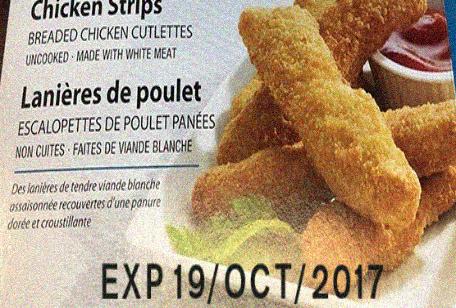 Chicken Strips
BREADED CHICKEN CUTLETTES
UNCOOKED · MADE WITH WHITE MEAT
Lanières de poulet
ESCALOPETTES DE POULET PANÉES
NON CUITES · FAITES DE VIANDE BLANCHE
Des lanières de tendre viande blanche
assaisonnée recouvertes d'une panure
dorée et croustillante
EXP 19/OCT/2017